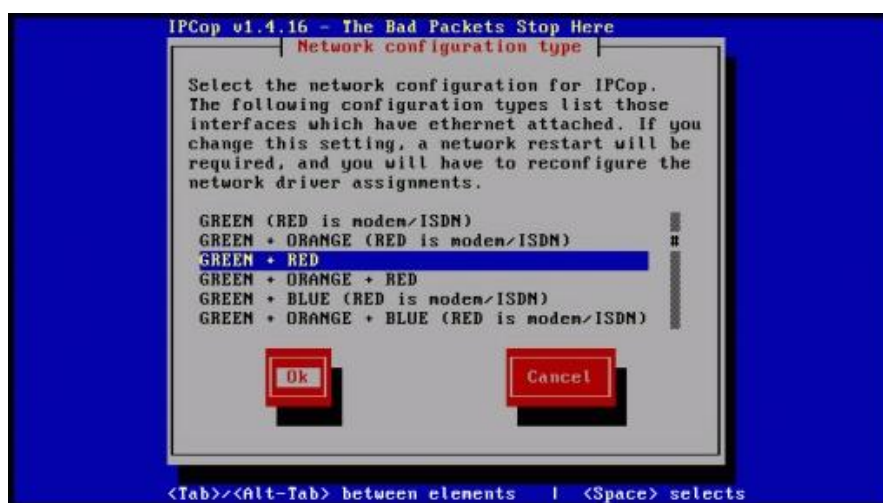 IPCop v1.4.16 - The Bad Packets Stop Here
Network configuration type
Select the network configuration for IPCop.
The following configuration types list those
interfaces which have ethernet attached. If you
change this setting, a network restart will be
required, and you will have to reconfigure the
network driver assignments.
GREEN (RED is modem/ISDN)
GREEN + ORANGE (RED is modem/ISDN)
GREEN + RED
GREEN + ORANGE + RED
GREEN + BLUE (RED is modem/ISDN)
GREEN + ORANGE + BLUE (RED is modem/ISDN)
#
Ok
Cancel
<Tab>/<Alt-Tab> between elements | <Space> selects